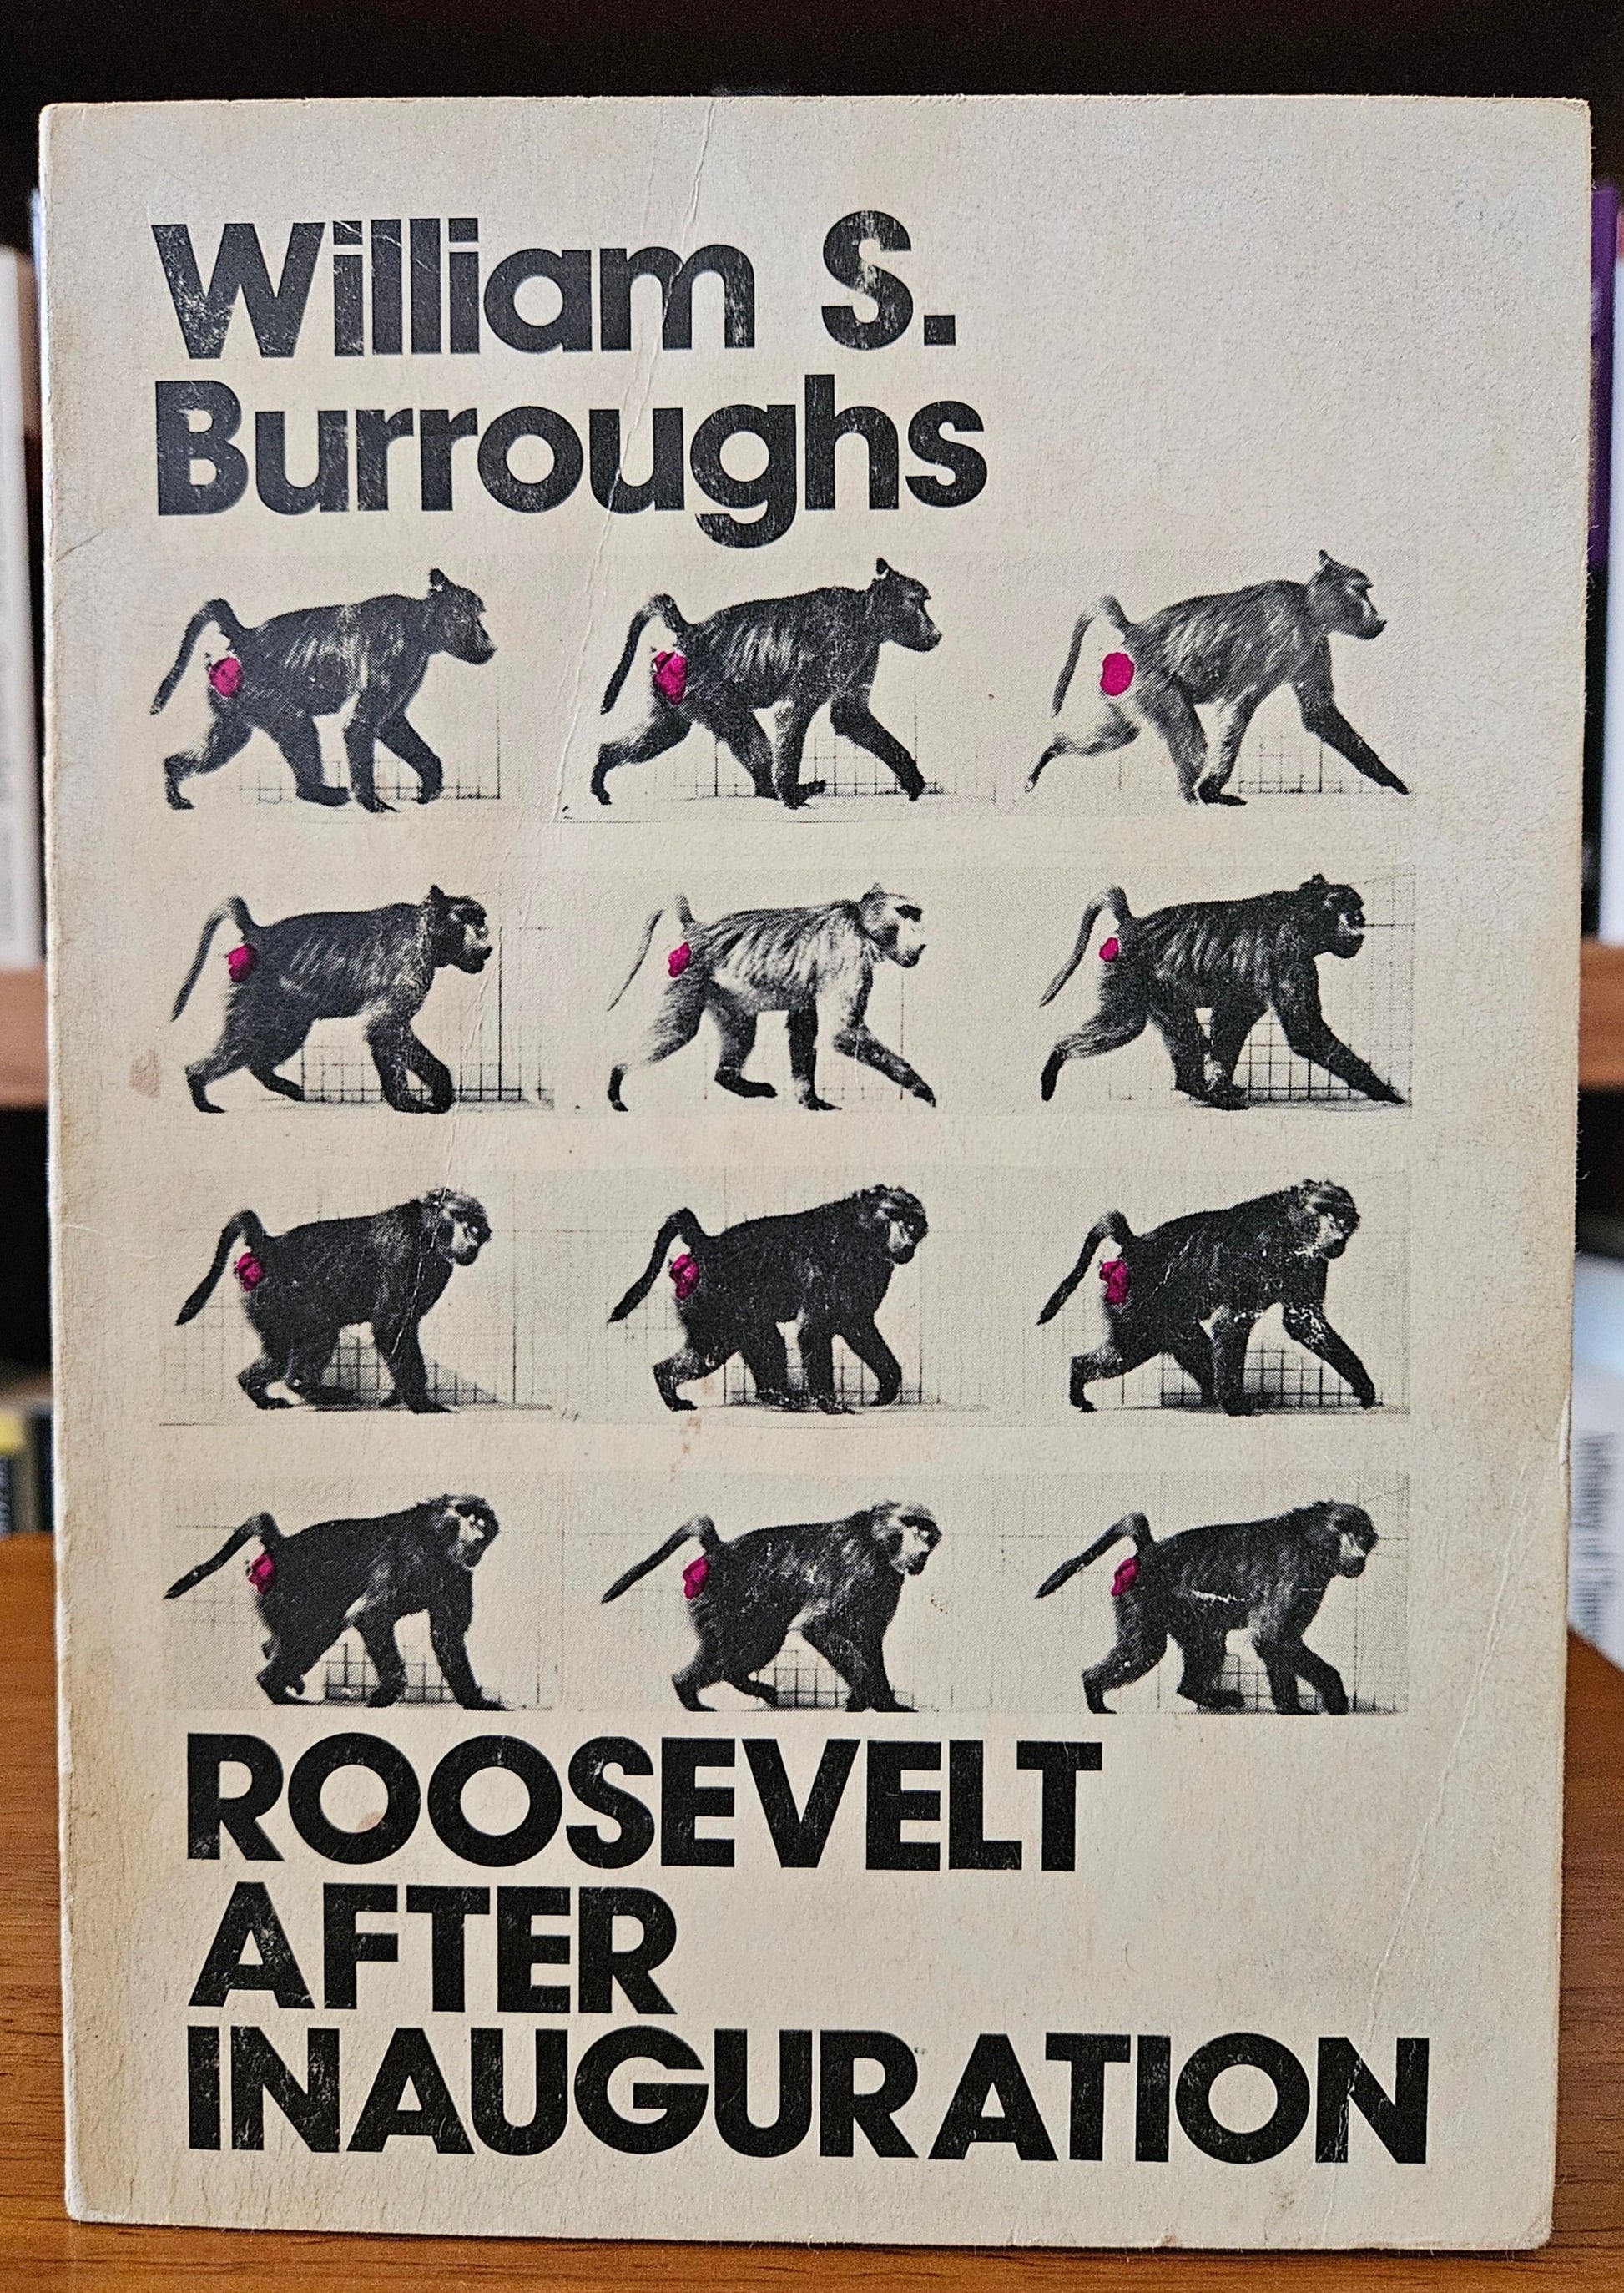 William S.
Burroughs
ROOSEVELT
AFTER
INAUGURATION